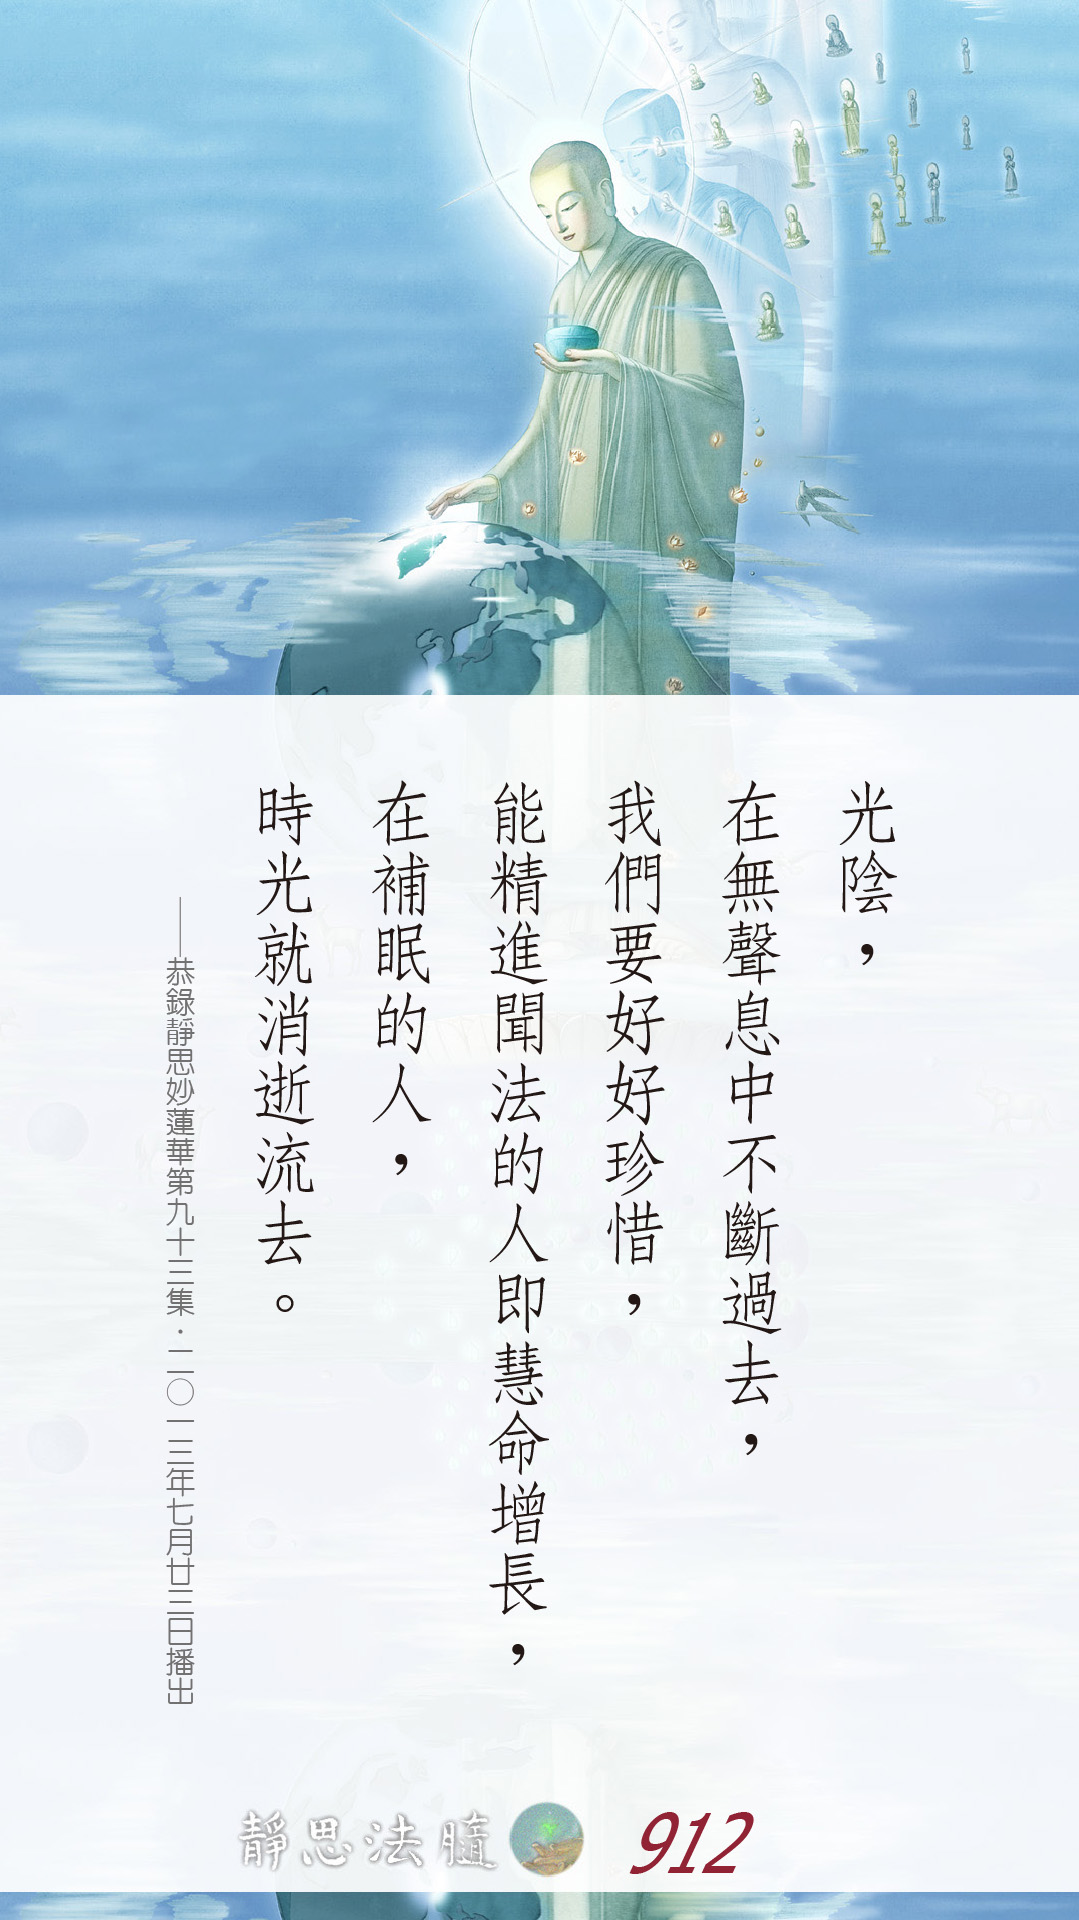 光陰，
在無聲息中不斷過去，
我們要好好珍惜，
能精進聞法的人即慧命增長，
在補眠的人，
時光就消逝流去。
——恭錄靜思妙蓮華第九十三集．二〇一三年七月廿三日播出
靜思法髓
912